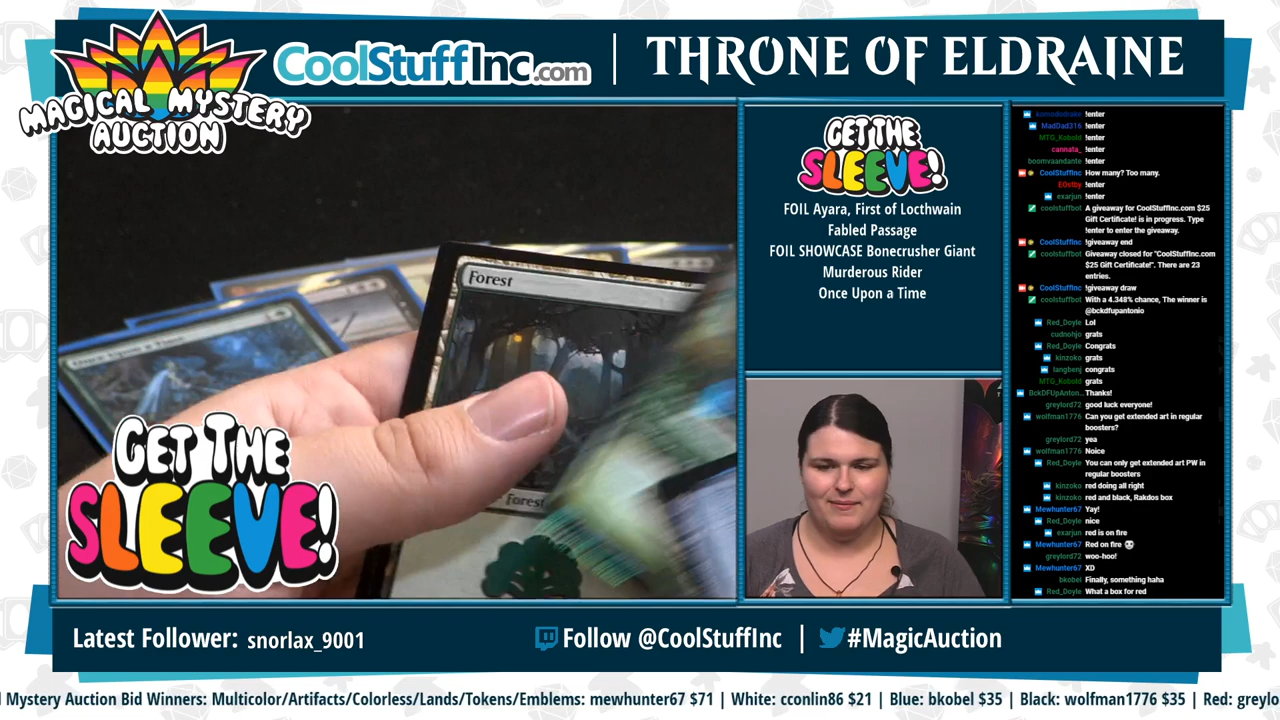 MAGICAL MYSTERY
AUCTION
CoolStuffInc.com
THRONE OF ELDRAINE
Forest
Forest
GET THE
SLEEVE!
GET THE
SLEEVE!
FOIL Ayara, First of Locthwain
Fabled Passage
FOIL SHOWCASE Bonecrusher Giant
Murderous Rider
Once Upon a Time
komodedrake !enter
MadDad316 !enter
MTG_Kobold !enter
cannata_ !enter
boomvaandante !enter
CoolStuffInc How many? Too many.
!enter
exarjun !enter
coolstuffbot A giveaway for CoolStuffInc.com $25
Gift Certificate! is in progress. Type
!enter to enter the giveaway.
CoolStuffInc !giveaway end
coolstuffbot Giveaway closed for "CoolStuffInc.com
$25 Gift Certificate!". There are 23
entries.
CoolStuffInc !giveaway draw
coolstuffbot With a 4.348% chance, The winner is
@bckdfupantonio
Red_Doyle Lol
cudnohjo grats
Red_Doyle Congrats
kinzoko grats
langbenj congrats
MTG_Kobold grats
BckDFUpAnton... Thanks!
greylord72 good luck everyone!
wolfman1776 Can you get extended art in regular
boosters?
greylord72 yea
wolfman1776 Noice
Red_Doyle You can only get extended art PW in
regular boosters
kinzoko red doing all right
kinzoko red and black, Rakdos box
Mewhunter67 Yay!
Red_Doyle nice
exarjun red is on fire
Mewhunter67 Red on fire
greylord72 woo-hoo!
Mewhunter67 XD
bkobel Finally, something haha
Red_Doyle What a box for red
Latest Follower: snorlax_9001
Follow @CoolStuffInc | #MagicAuction
l Mystery Auction Bid Winners: Multicolor/Artifacts/Colorless/Lands/Tokens/Emblems: mewhunter67 $71 | White: cconlin86 $21 | Blue: bkobel $35 | Black: wolfman1776 $35 | Red: greylo